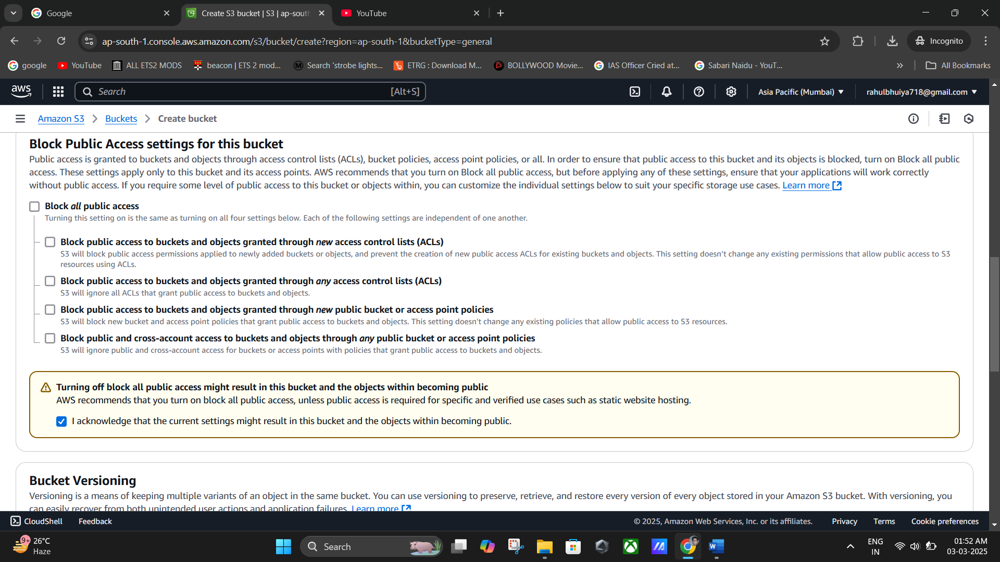 Google
Create S3 bucket | S3 | ap-south
YouTube
ap-south-1.console.aws.amazon.com/s3/bucket/create?region=ap-south-1&bucketType=general
Incognito
google
YouTube
ALL ETS2 MODS
beacon | ETS 2 mod...
Search 'strobe lights...
ETRG : Download M...
BOLLYWOOD Movie...
IAS Officer Cried at...
Sabari Naidu - YouT...
All Bookmarks
aws
Search
[Alt+S]
Asia Pacific (Mumbai)
rahulbhuiya718@gmail.com
Amazon S3
Buckets
Create bucket
Block Public Access settings for this bucket
Public access is granted to buckets and objects through access control lists (ACLs), bucket policies, access point policies, or all. In order to ensure that public access to this bucket and its objects is blocked, turn on Block all public
access. These settings apply only to this bucket and its access points. AWS recommends that you turn on Block all public access, but before applying any of these settings, ensure that your applications will work correctly
without public access. If you require some level of public access to this bucket or objects within, you can customize the individual settings below to suit your specific storage use cases. Learn more
Block all public access
Turning this setting on is the same as turning on all four settings below. Each of the following settings are independent of one another.
Block public access to buckets and objects granted through new access control lists (ACLs)
S3 will block public access permissions applied to newly added buckets or objects, and prevent the creation of new public access ACLs for existing buckets and objects. This setting doesn't change any existing permissions that allow public access to S3
resources using ACLs.
Block public access to buckets and objects granted through any access control lists (ACLs)
S3 will ignore all ACLs that grant public access to buckets and objects.
Block public access to buckets and objects granted through new public bucket or access point policies
S3 will block new bucket and access point policies that grant public access to buckets and objects. This setting doesn't change any existing policies that allow public access to S3 resources.
Block public and cross-account access to buckets and objects through any public bucket or access point policies
S3 will ignore public and cross-account access for buckets or access points with policies that grant public access to buckets and objects.
Turning off block all public access might result in this bucket and the objects within becoming public
AWS recommends that you turn on block all public access, unless public access is required for specific and verified use cases such as static website hosting.
I acknowledge that the current settings might result in this bucket and the objects within becoming public.
Bucket Versioning
Versioning is a means of keeping multiple variants of an object in the same bucket. You can use versioning to preserve, retrieve, and restore every version of every object stored in your Amazon S3 bucket. With versioning, you
can easily recover from both unintended user actions and application failures. Learn more
CloudShell
Feedback
© 2025, Amazon Web Services, Inc. or its affiliates.
Privacy
Terms
Cookie preferences
9+
26°C
Haze
Search
ENG
IN
01:52 AM
03-03-2025